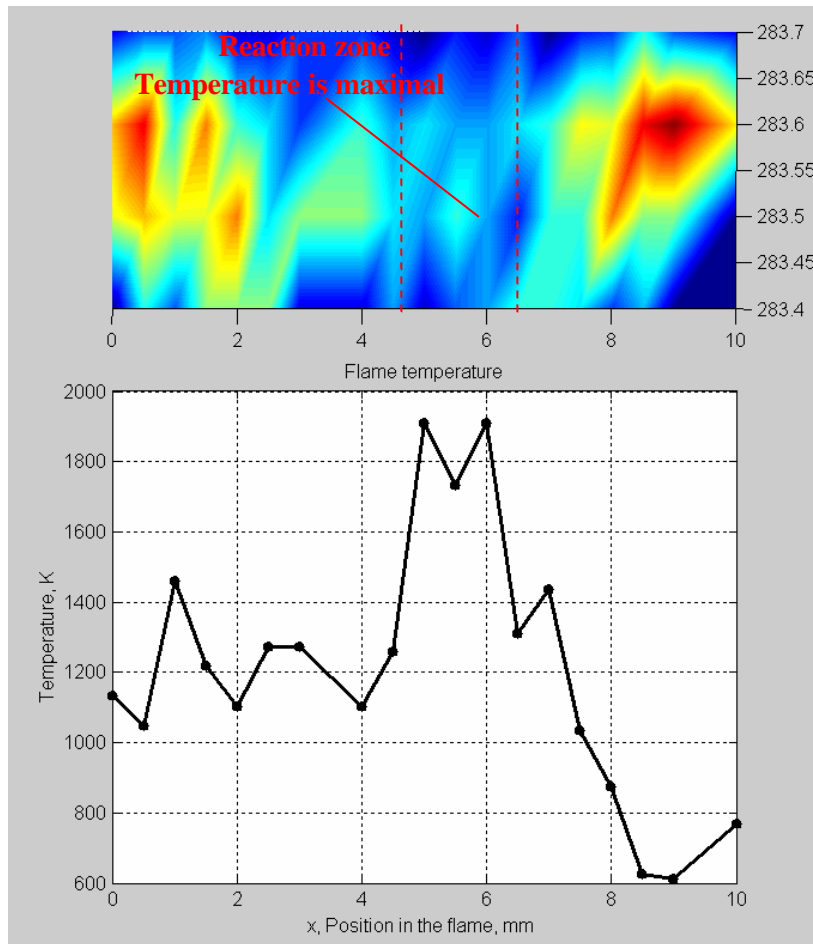 Reaction zone
Temperature is maximal
283.7
283.65
283.6
283.55
283.5
283.45
283.4
0 2 4 6 8 10
Flame temperature
2000
1800
1600
1400
1200
1000
800
600
Temperature, K
0 2 4 6 8 10
x, Position in the flame, mm